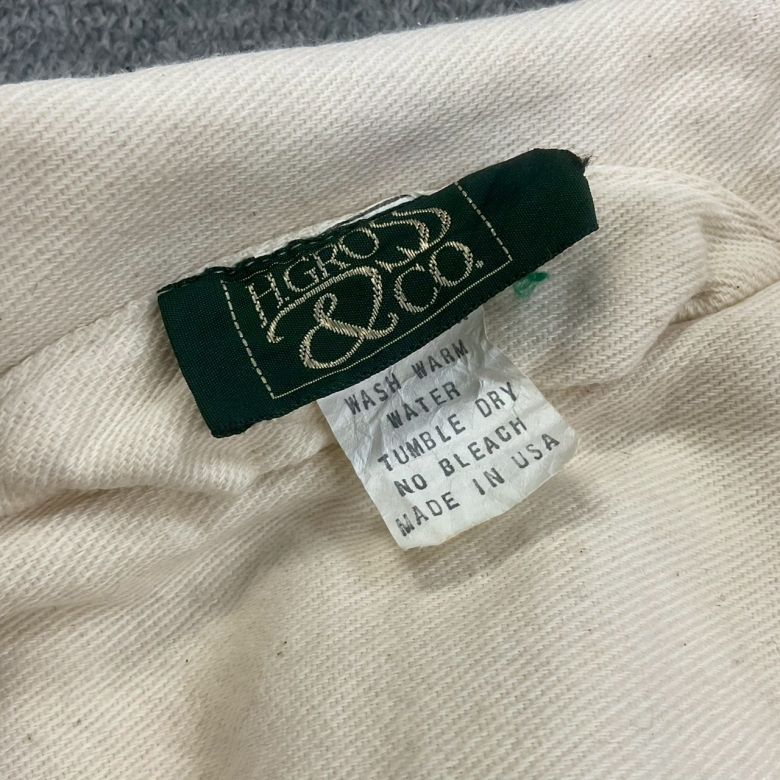 H.GROSS
& CO.
WASH WARM
WATER
TUMBLE DRY
NO BLEACH
MADE IN USA